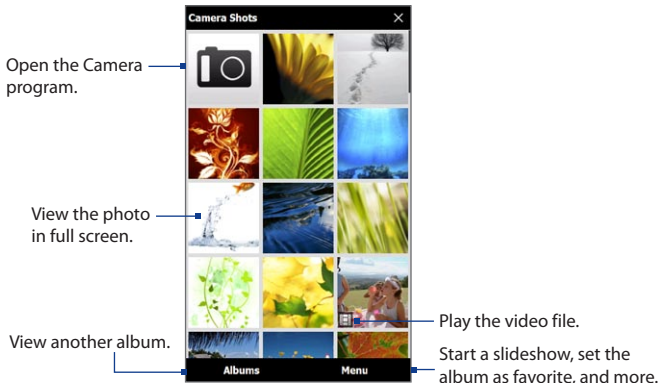 Camera Shots
Open the Camera
program.
View the photo
in full screen.
View another album.
Play the video file.
Start a slideshow, set the
album as favorite, and more.
Albums
Menu